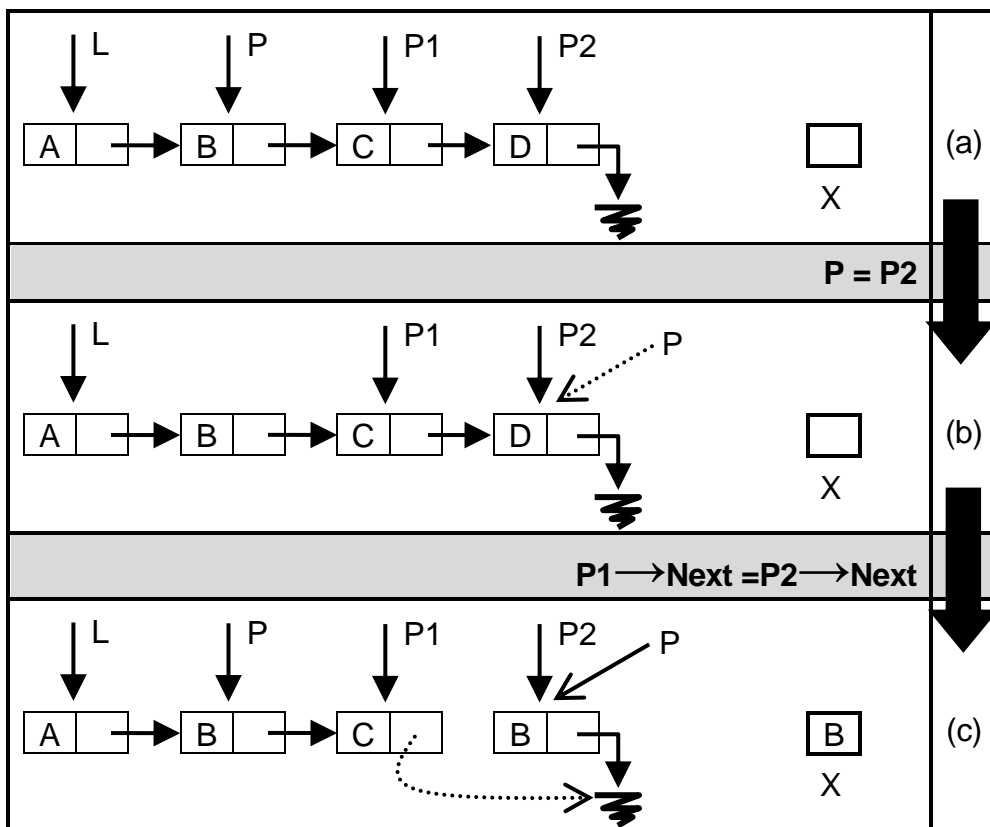 L P P1 P2
A B C D (a)
X
P = P2
L P1 P2 P
A B C D (b)
X
P1→Next =P2→Next
L P P1 P2 P
A B C B B (c)
X